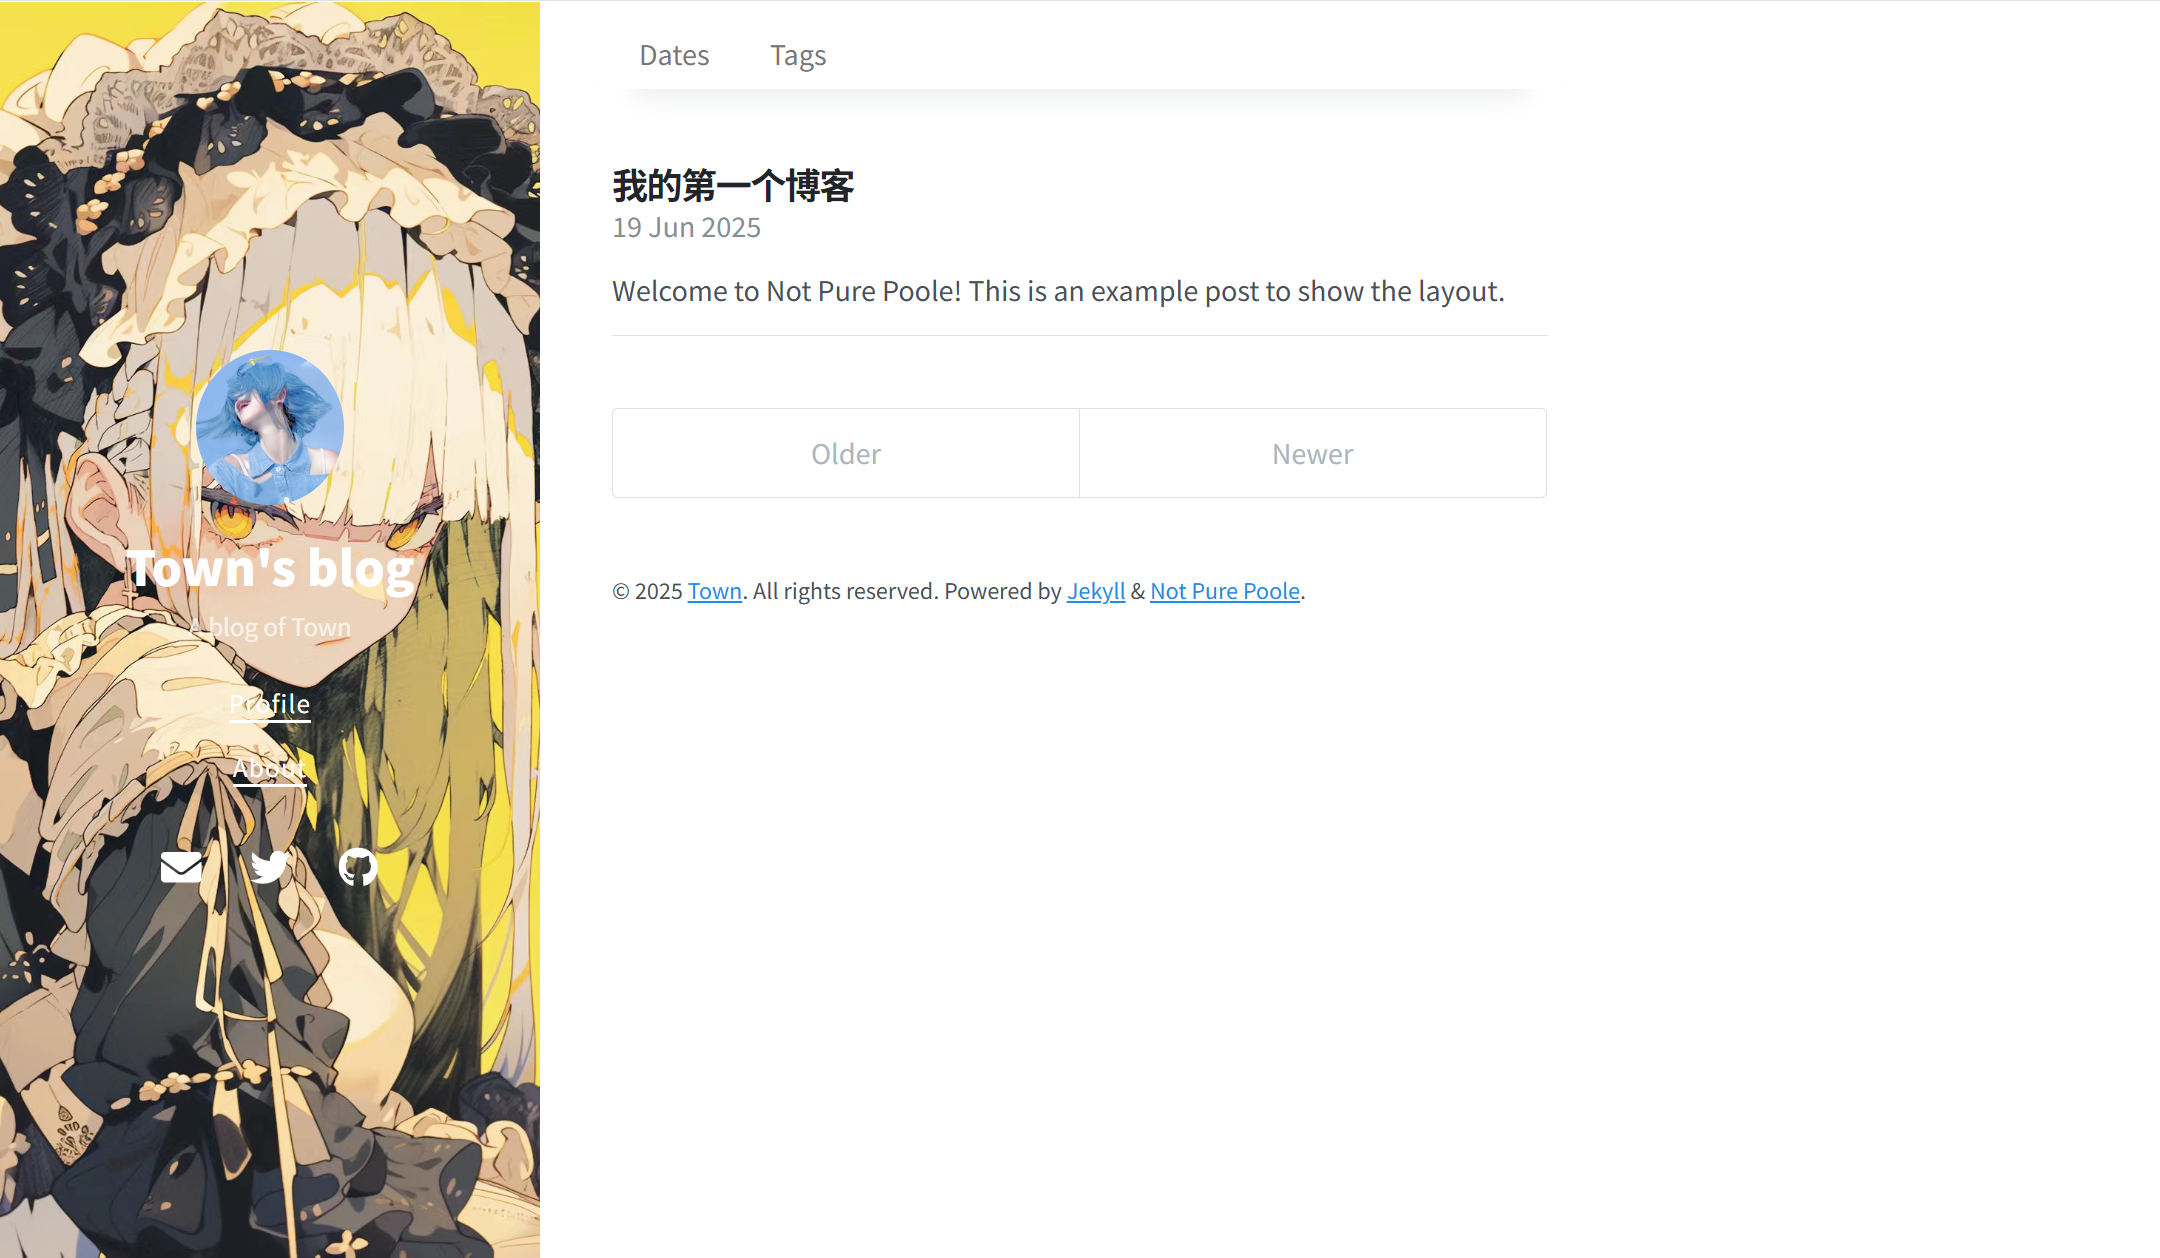 Town's blog
A blog of Town
Profile
About
Dates Tags
我的第一个博客
19 Jun 2025
Welcome to Not Pure Poole! This is an example post to show the layout.
Older Newer
© 2025 Town. All rights reserved. Powered by Jekyll & Not Pure Poole.